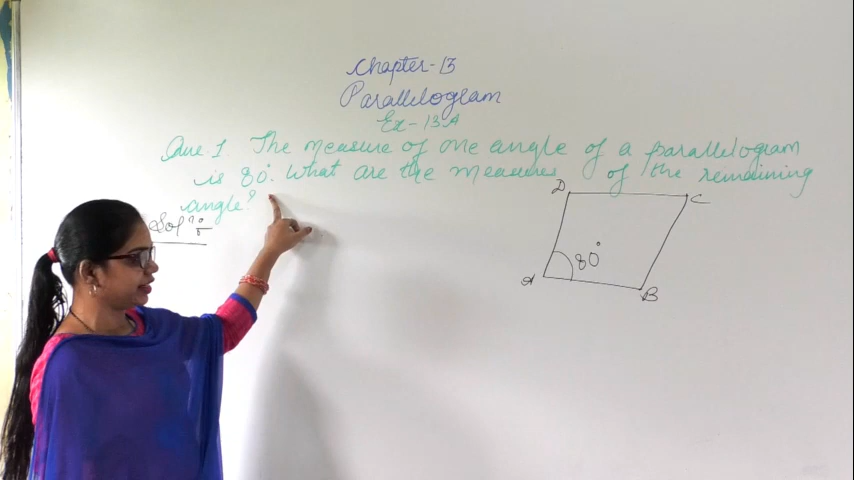 Chapter-13
Parallelogram
Ex-13A
Que 1. The measure of one angle of a parallelogram
is 80°. What are the measures of the remaining
angle?
Solⁿ
D
C
80°
A
B